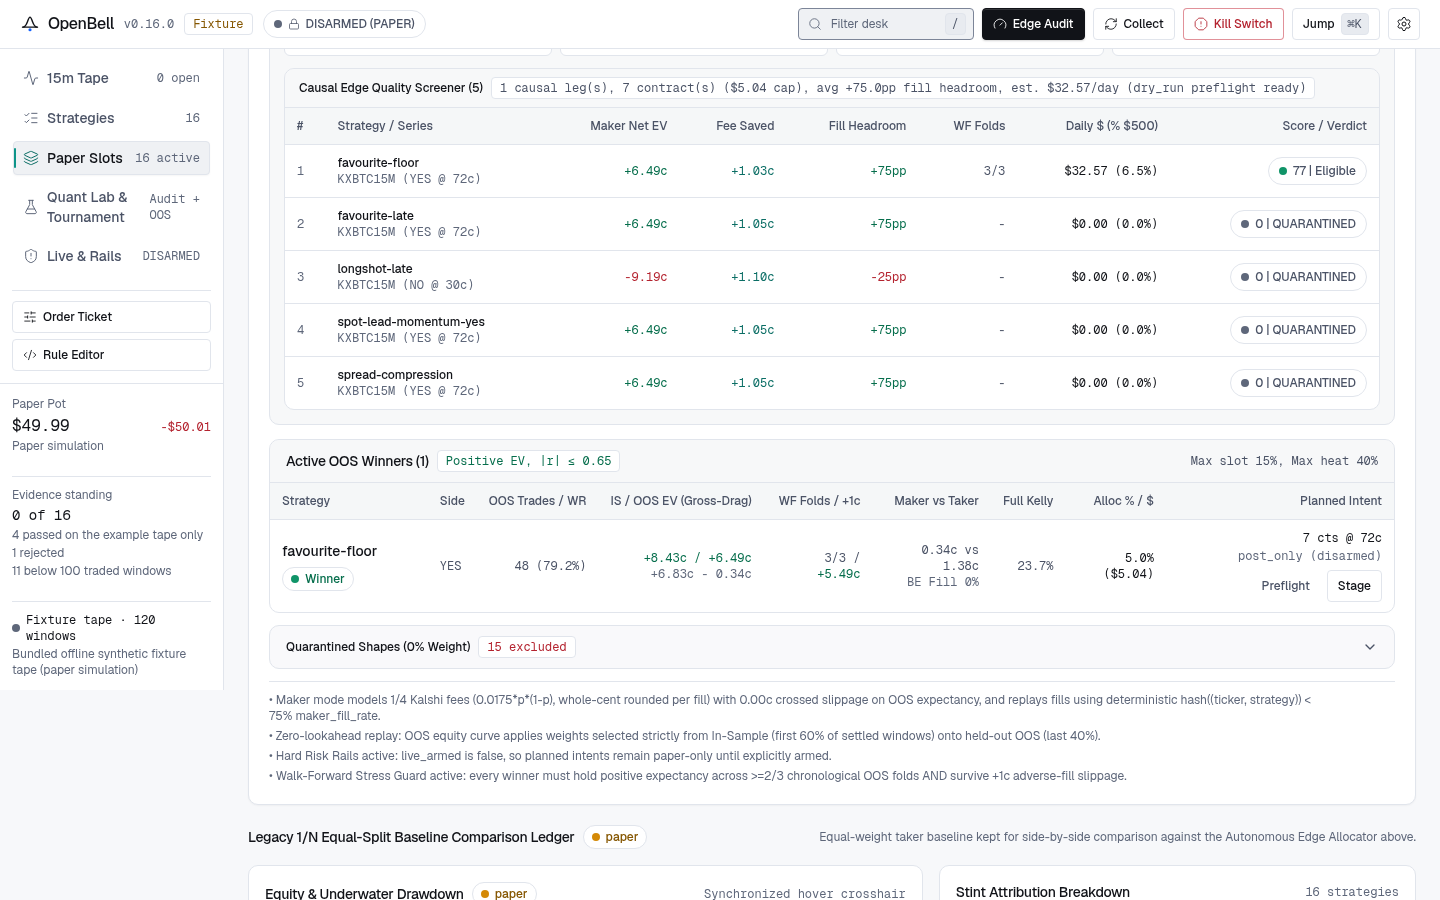 OpenBell v0.16.0 Fixture DISARMED (PAPER) Filter desk / Edge Audit Collect Kill Switch Jump ⌘K
15m Tape 0 open
Strategies 16
Paper Slots 16 active
Quant Lab & Tournament Audit + OOS
Live & Rails DISARMED
Order Ticket
Rule Editor
Paper Pot
$49.99 -$50.01
Paper simulation
Evidence standing
0 of 16
4 passed on the example tape only
1 rejected
11 below 100 traded windows
Fixture tape · 120
windows
Bundled offline synthetic fixture
tape (paper simulation)
Causal Edge Quality Screener (5) 1 causal leg(s), 7 contract(s) ($5.04 cap), avg +75.0pp fill headroom, est. $32.57/day (dry_run preflight ready)
# Strategy / Series Maker Net EV Fee Saved Fill Headroom WF Folds Daily $ (% $500) Score / Verdict
1 favourite-floor +6.49c +1.03c +75pp 3/3 $32.57 (6.5%) 77 | Eligible
KXBTC15M (YES @ 72c)
2 favourite-late +6.49c +1.05c +75pp - $0.00 (0.0%) 0 | QUARANTINED
KXBTC15M (YES @ 72c)
3 longshot-late -9.19c +1.10c -25pp - $0.00 (0.0%) 0 | QUARANTINED
KXBTC15M (NO @ 30c)
4 spot-lead-momentum-yes +6.49c +1.05c +75pp - $0.00 (0.0%) 0 | QUARANTINED
KXBTC15M (YES @ 72c)
5 spread-compression +6.49c +1.05c +75pp - $0.00 (0.0%) 0 | QUARANTINED
KXBTC15M (YES @ 72c)
Active OOS Winners (1) Positive EV, |r| ≤ 0.65 Max slot 15%, Max heat 40%
Strategy Side OOS Trades / WR IS / OOS EV (Gross-Drag) WF Folds / +1c Maker vs Taker Full Kelly Alloc % / $ Planned Intent
favourite-floor
Winner
YES
48 (79.2%)
+8.43c / +6.49c
+6.83c - 0.34c
3/3 /
+5.49c
0.34c vs
1.38c
BE Fill 0%
23.7%
5.0%
($5.04)
7 cts @ 72c
post_only (disarmed)
Preflight Stage
Quarantined Shapes (0% Weight) 15 excluded
• Maker mode models 1/4 Kalshi fees (0.0175*p*(1-p), whole-cent rounded per fill) with 0.00c crossed slippage on OOS expectancy, and replays fills using deterministic hash((ticker, strategy)) <
75% maker_fill_rate.
• Zero-lookahead replay: OOS equity curve applies weights selected strictly from In-Sample (first 60% of settled windows) onto held-out OOS (last 40%).
• Hard Risk Rails active: live_armed is false, so planned intents remain paper-only until explicitly armed.
• Walk-Forward Stress Guard active: every winner must hold positive expectancy across >=2/3 chronological OOS folds AND survive +1c adverse-fill slippage.
Legacy 1/N Equal-Split Baseline Comparison Ledger paper Equal-weight taker baseline kept for side-by-side comparison against the Autonomous Edge Allocator above.
Equity & Underwater Drawdown paper Synchronized hover crosshair
Stint Attribution Breakdown 16 strategies